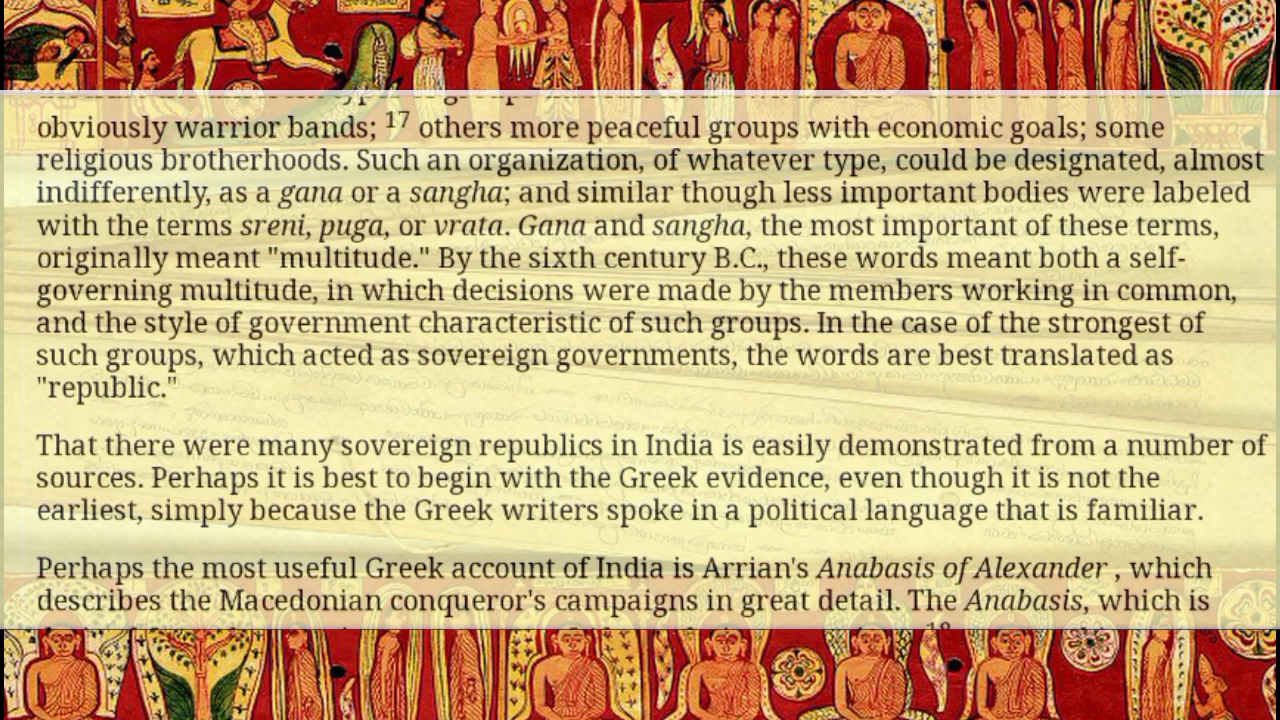 obviously warrior bands; 17 others more peaceful groups with economic goals; some
religious brotherhoods. Such an organization, of whatever type, could be designated, almost
indifferently, as a gana or a sangha; and similar though less important bodies were labeled
with the terms sreni, puga, or vrata. Gana and sangha, the most important of these terms,
originally meant "multitude." By the sixth century B.C., these words meant both a self-
governing multitude, in which decisions were made by the members working in common,
and the style of government characteristic of such groups. In the case of the strongest of
such groups, which acted as sovereign governments, the words are best translated as
"republic."
That there were many sovereign republics in India is easily demonstrated from a number of
sources. Perhaps it is best to begin with the Greek evidence, even though it is not the
earliest, simply because the Greek writers spoke in a political language that is familiar.
Perhaps the most useful Greek account of India is Arrian's Anabasis of Alexander , which
describes the Macedonian conqueror's campaigns in great detail. The Anabasis, which is